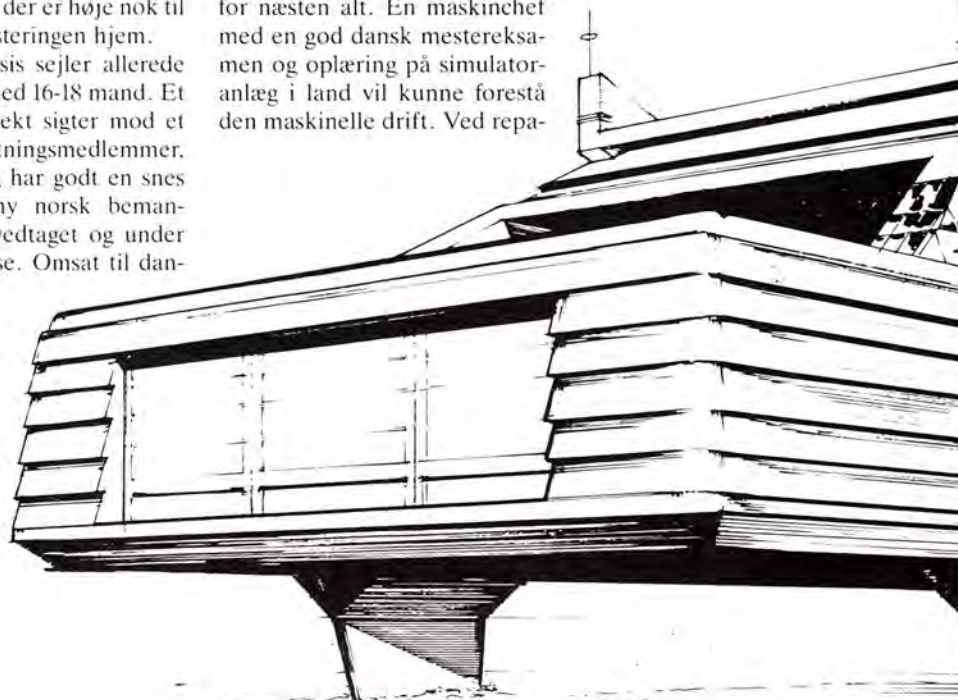 der er høje nok til
steringen hjem.
sis sejler allerede
ed 16-18 mand. Et
ekt sigter mod et
tningsmedlemmer,
har godt en snes
ny norsk beman-
edtaget og under
se. Omsat til dan-
for næsten alt. En maskinchef
med en god dansk mestereksa-
men og oplæring på simulator-
anlæg i land vil kunne forestå
den maskinelle drift. Ved repa-